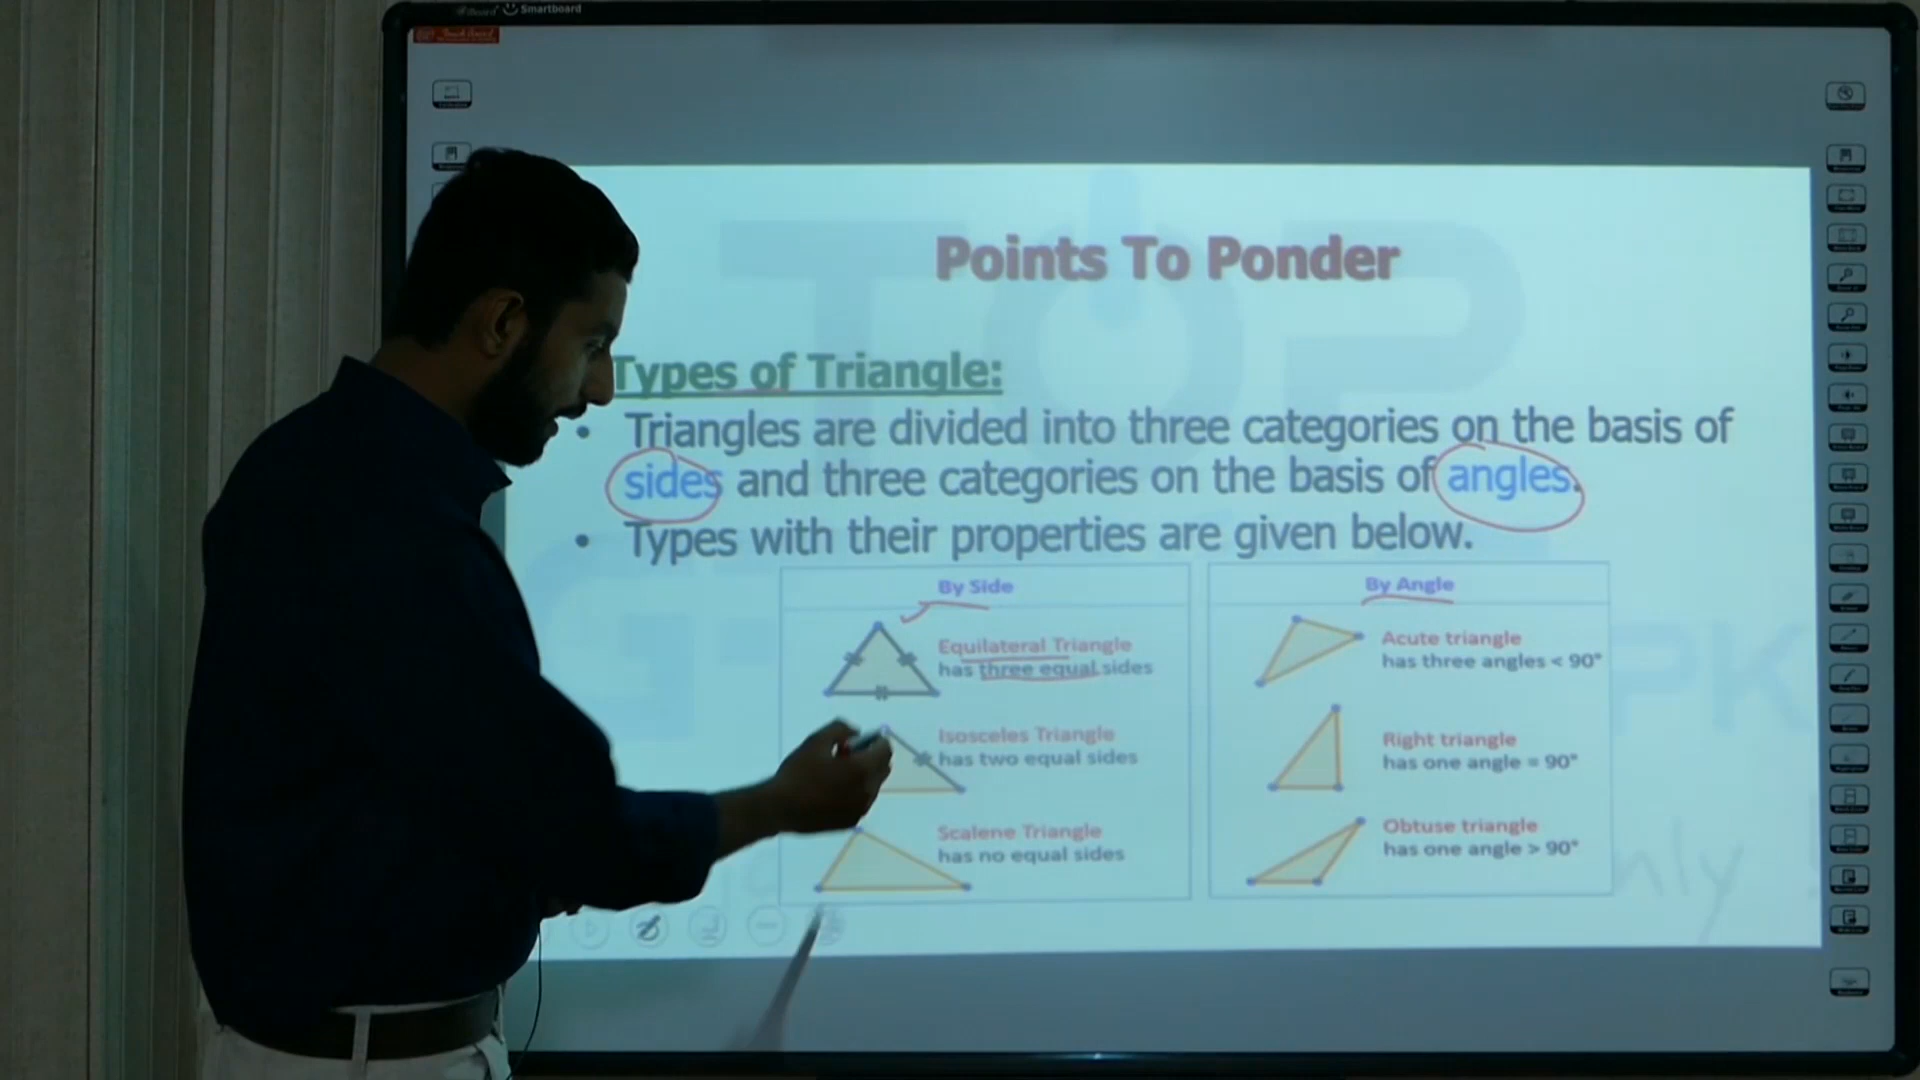 Smartboard
Points To Ponder
Types of Triangle:
• Triangles are divided into three categories on the basis of
sides and three categories on the basis of angles.
• Types with their properties are given below.
By Side
Equilateral Triangle
has three equal sides
Isosceles Triangle
has two equal sides
Scalene Triangle
has no equal sides
By Angle
Acute triangle
has three angles < 90°
Right triangle
has one angle = 90°
Obtuse triangle
has one angle > 90°